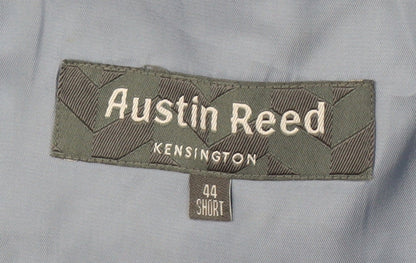 Austin Reed
KENSINGTON
44
SHORT